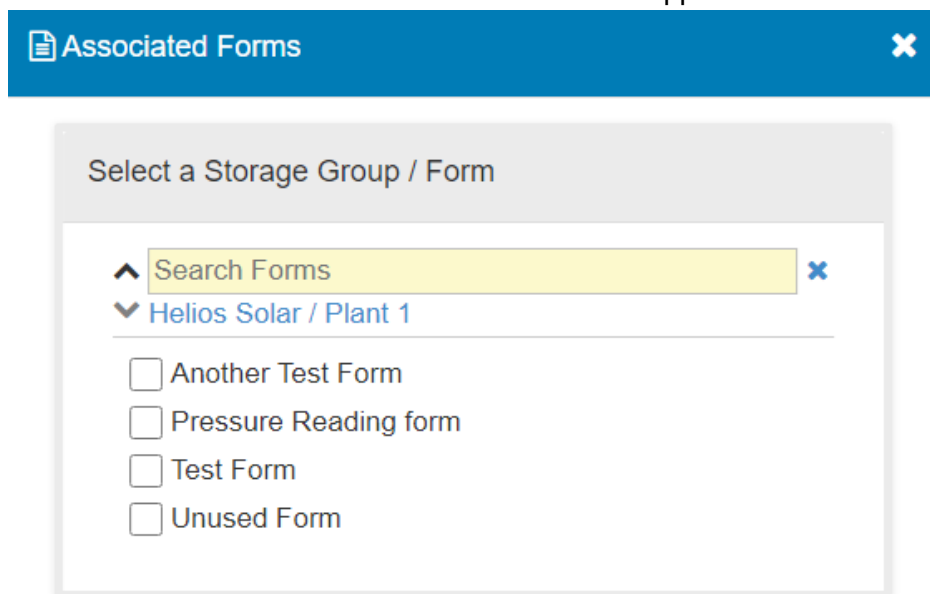 Associated Forms
Select a Storage Group / Form
Search Forms
Helios Solar / Plant 1
Another Test Form
Pressure Reading form
Test Form
Unused Form